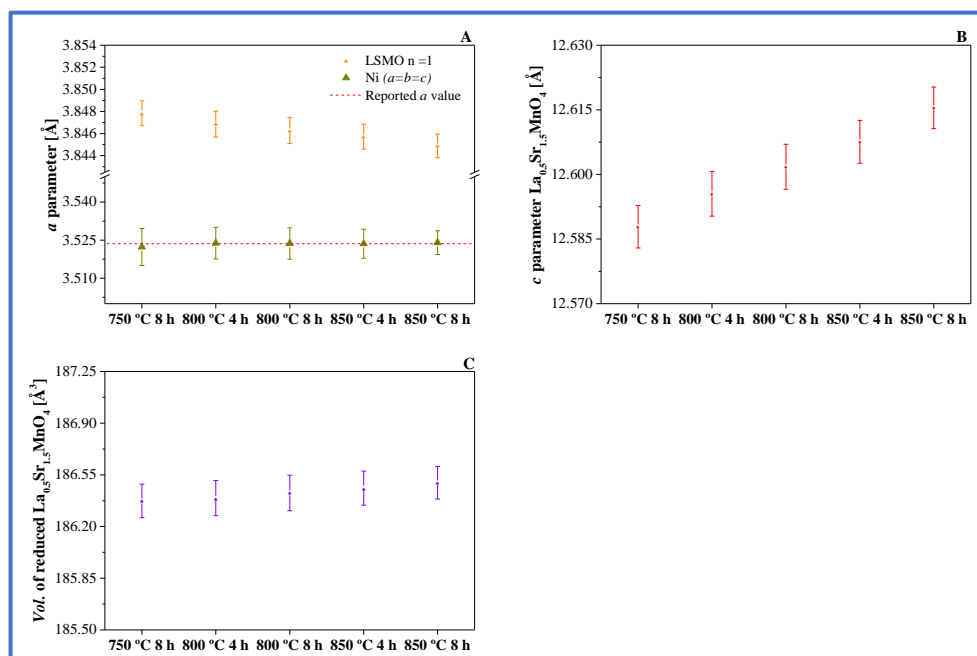 A
3.854
3.852
3.850
3.848
3.846
3.844
3.540
3.525
3.510
a parameter [Å]
LSMO n =1
Ni (a=b=c)
Reported a value
750 ºC 8 h 800 ºC 4 h 800 ºC 8 h 850 ºC 4 h 850 ºC 8 h
B
12.630
12.615
12.600
12.585
12.570
c parameter La0.5Sr1.5MnO4 [Å]
750 ºC 8 h 800 ºC 4 h 800 ºC 8 h 850 ºC 4 h 850 ºC 8 h
C
187.25
186.90
186.55
186.20
185.85
185.50
Vol. of reduced La0.5Sr1.5MnO4 [Å3]
750 ºC 8 h 800 ºC 4 h 800 ºC 8 h 850 ºC 4 h 850 ºC 8 h